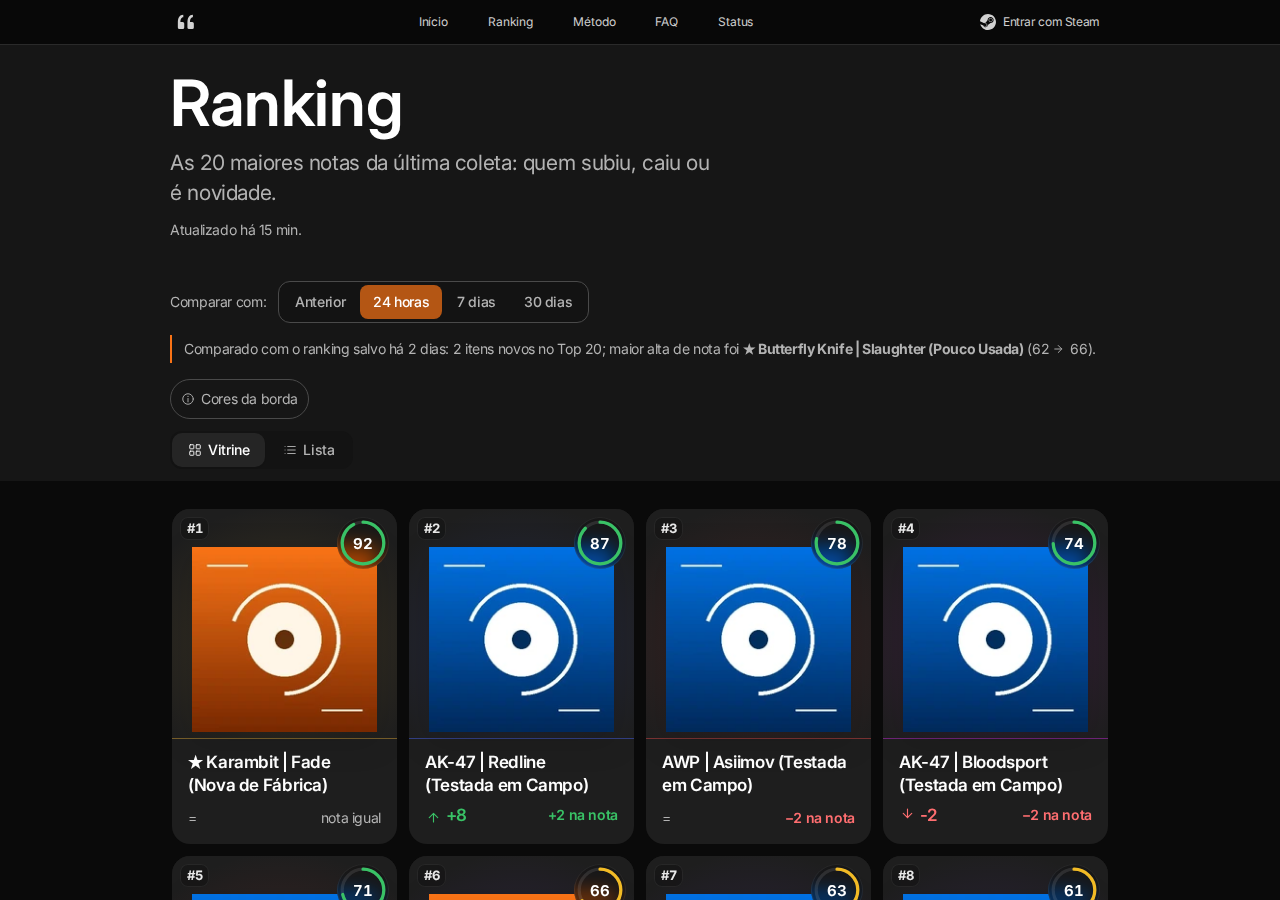 Início Ranking Método FAQ Status Entrar com Steam
Ranking
As 20 maiores notas da última coleta: quem subiu, caiu ou
é novidade.
Atualizado há 15 min.
Comparar com: Anterior 24 horas 7 dias 30 dias
Comparado com o ranking salvo há 2 dias: 2 itens novos no Top 20; maior alta de nota foi ★ Butterfly Knife | Slaughter (Pouco Usada) (62 → 66).
Cores da borda
Vitrine Lista
#1 92 #2 87 #3 78 #4 74
★ Karambit | Fade
(Nova de Fábrica)
= nota igual
AK-47 | Redline
(Testada em Campo)
↑ +8 +2 na nota
AWP | Asiimov (Testada
em Campo)
= −2 na nota
AK-47 | Bloodsport
(Testada em Campo)
↓ -2 −2 na nota
#5 71 #6 66 #7 63 #8 61